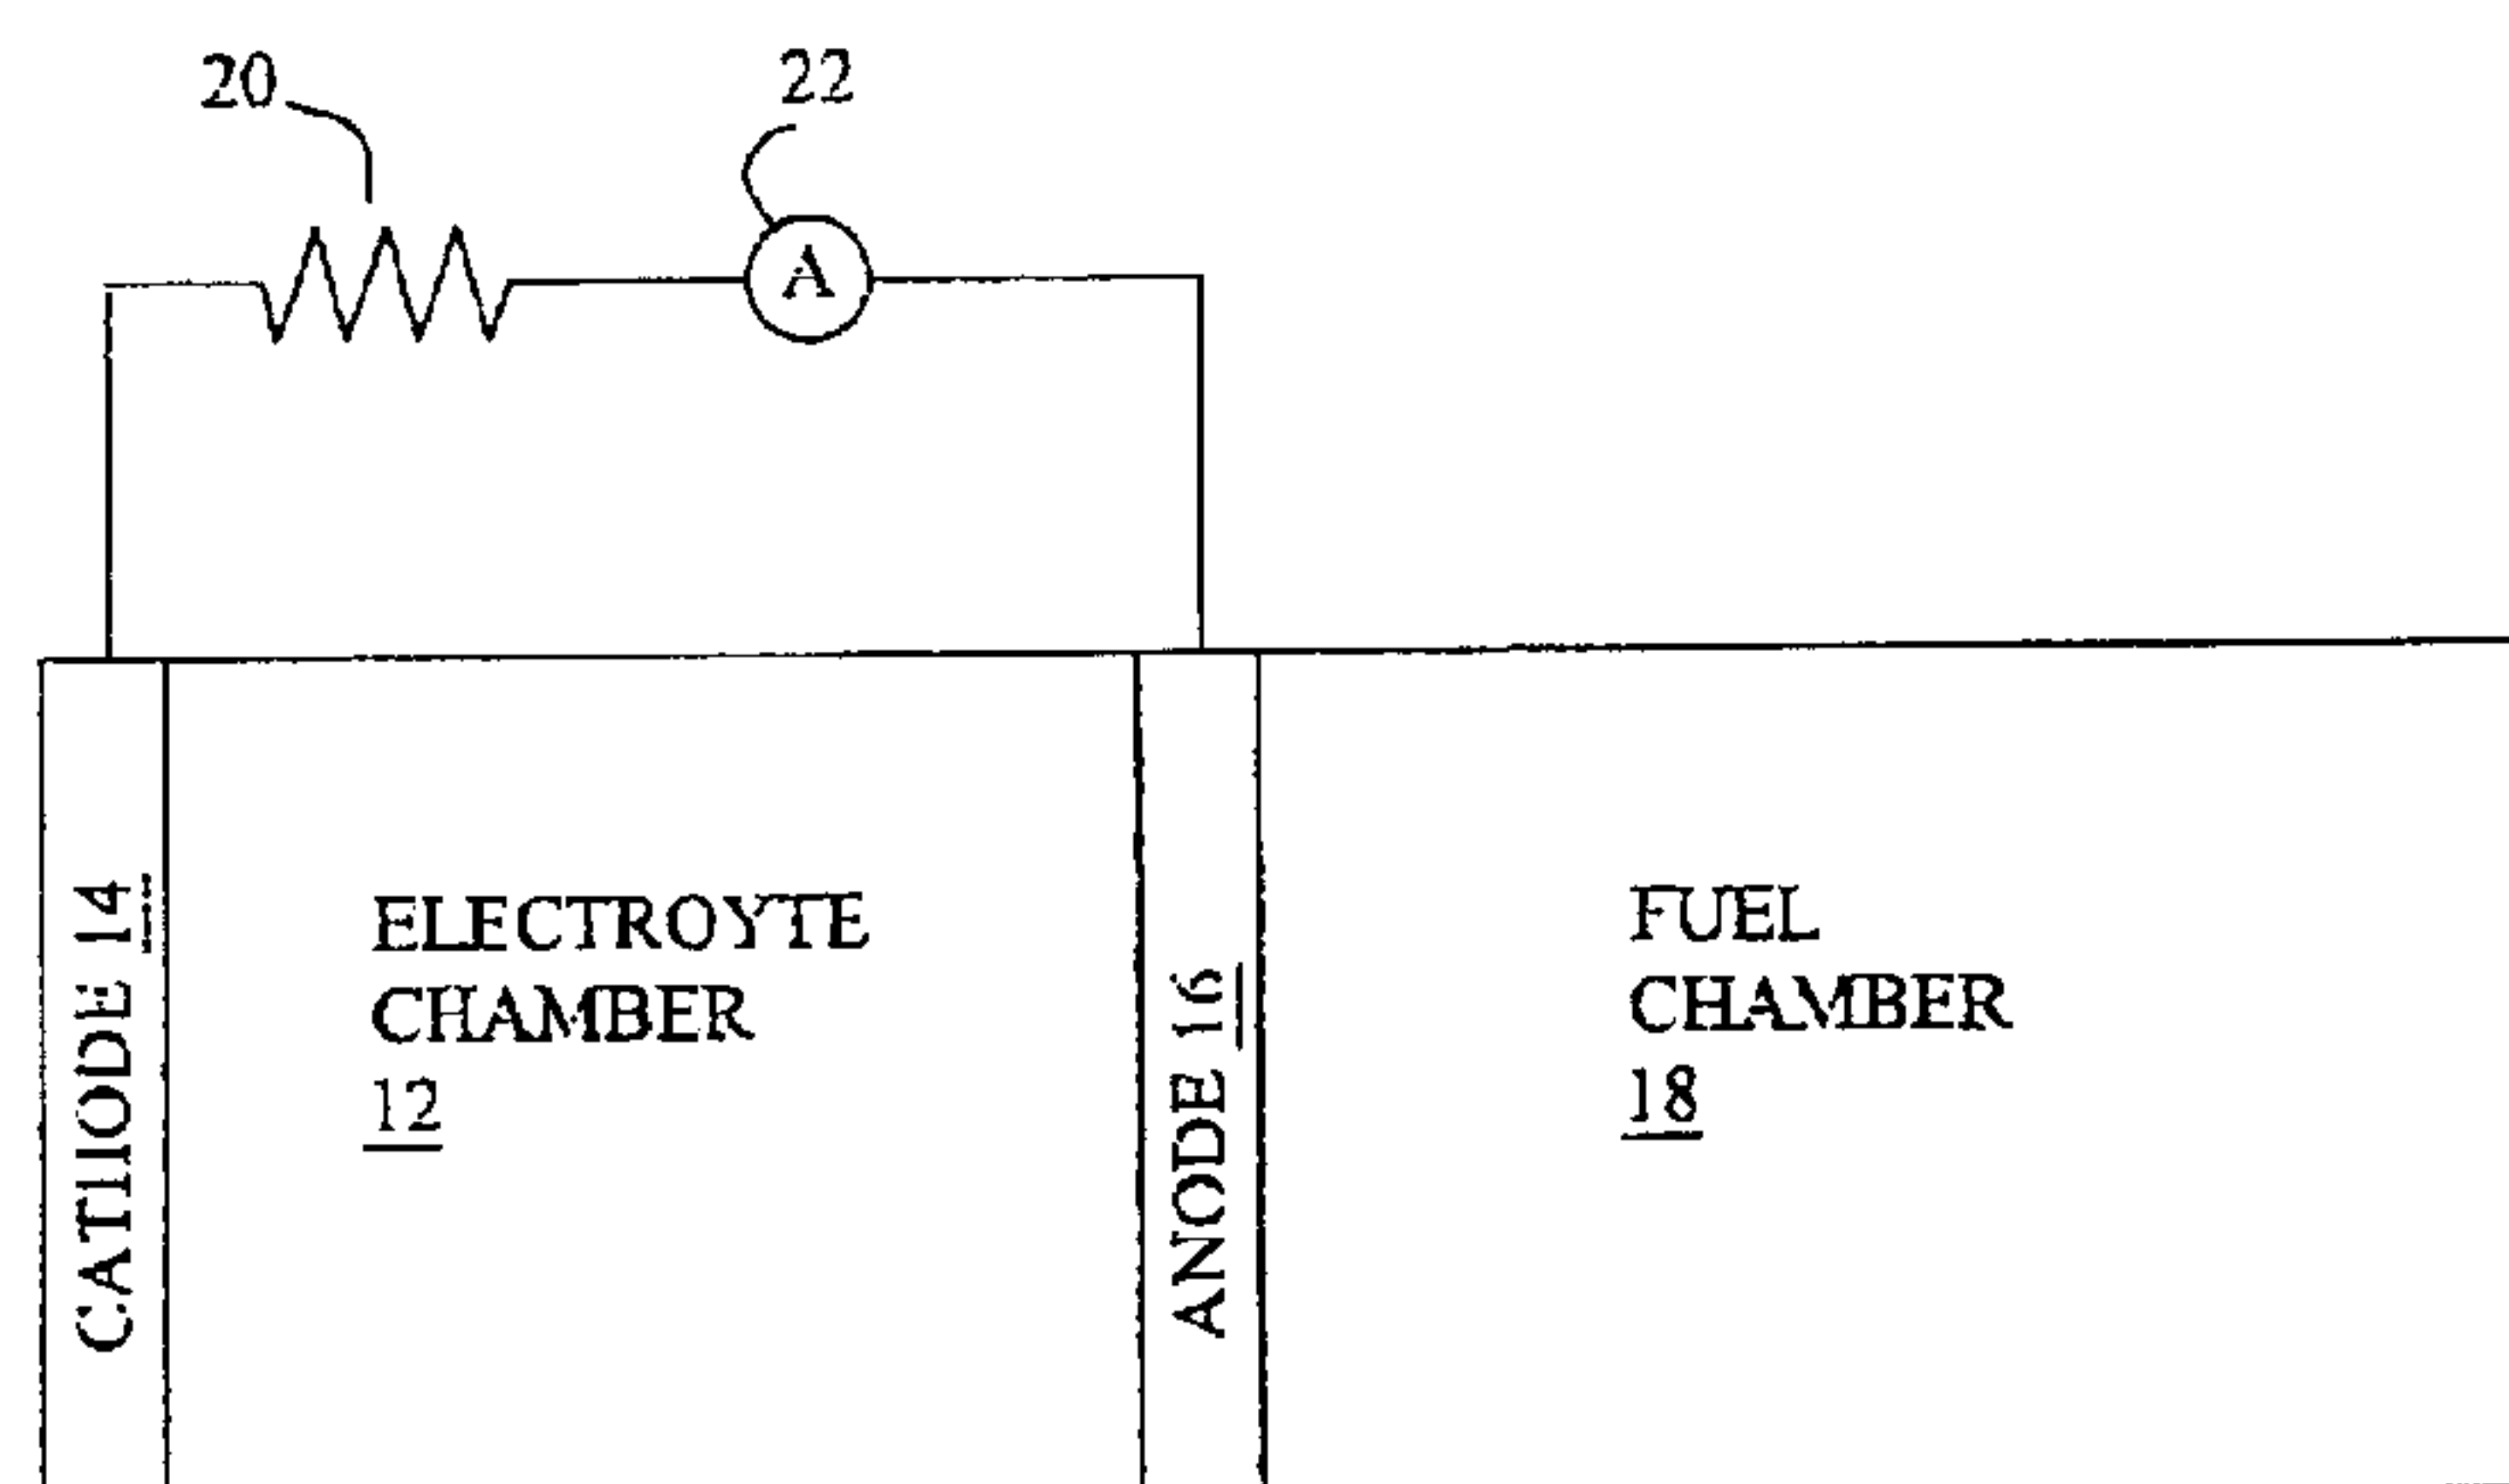 20
22
A
CATHODE 14
ELECTROYTE
CHAMBER
12
ANODE 16
FUEL
CHAMBER
18